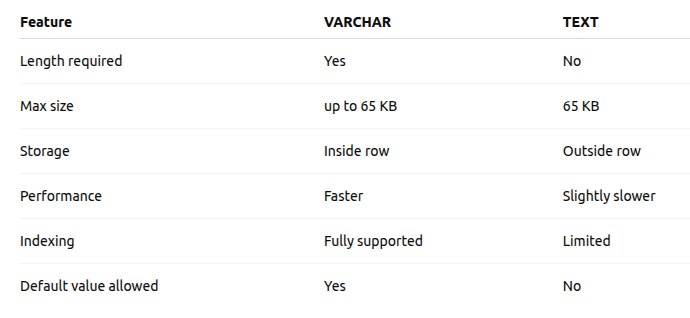 Feature VARCHAR TEXT
Length required Yes No
Max size up to 65 KB 65 KB
Storage Inside row Outside row
Performance Faster Slightly slower
Indexing Fully supported Limited
Default value allowed Yes No